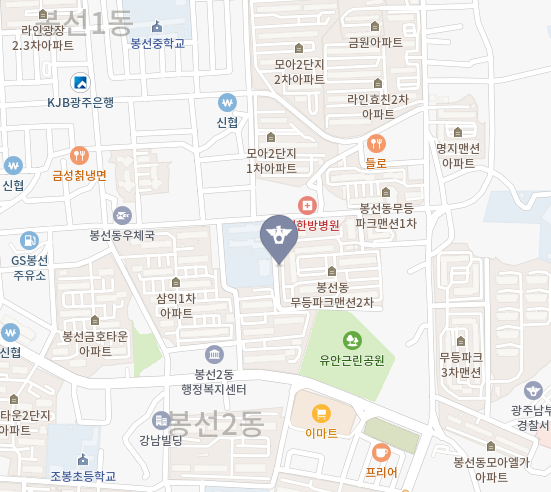 봉선1동
라인광장
2.3차아파트
봉선중학교
금원아파트
모아2단지
2차아파트
KJB광주은행
라인효친2차
아파트
신협
명지맨션
아파트
들로
모아2단지
1차아파트
금성칡냉면
신협
봉선동무등
파크맨션1차
한방병원
봉선동우체국
GS봉선
주유소
삼익1차
아파트
봉선동
무등파크맨션2차
봉선금호타운
아파트
신협
유안근린공원
무등파크
3차맨션
봉선2동
행정복지센터
타운2단지
아파트
봉선2동
강남빌딩
이마트
광주남부
경찰서
프리어
봉선동모아엘가
아파트
조봉초등학교